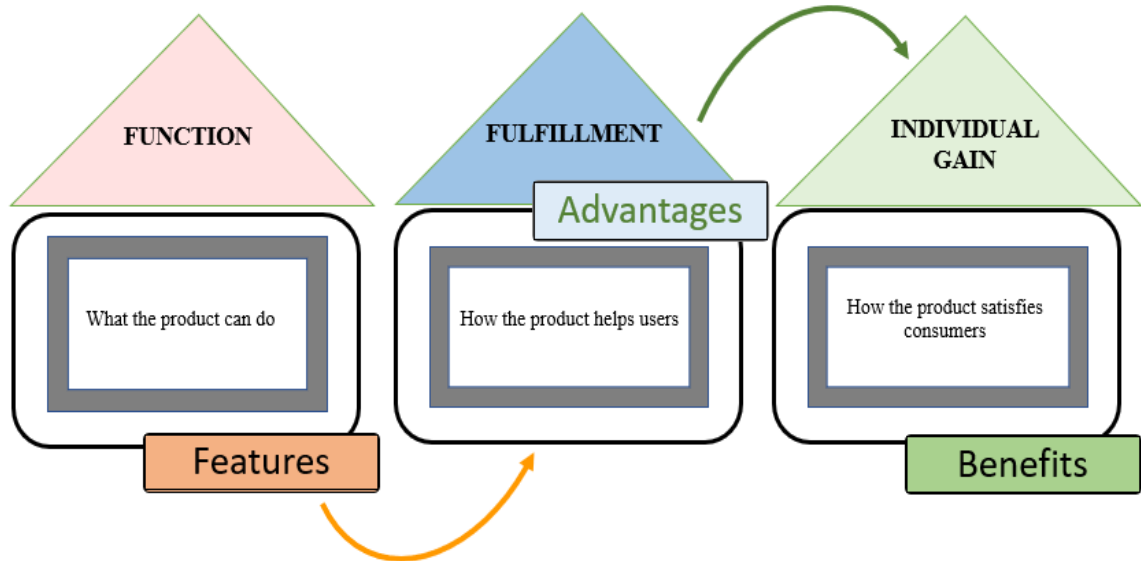 FUNCTION
What the product can do
Features
FULFILLMENT
Advantages
How the product helps users
INDIVIDUAL
GAIN
How the product satisfies
consumers
Benefits